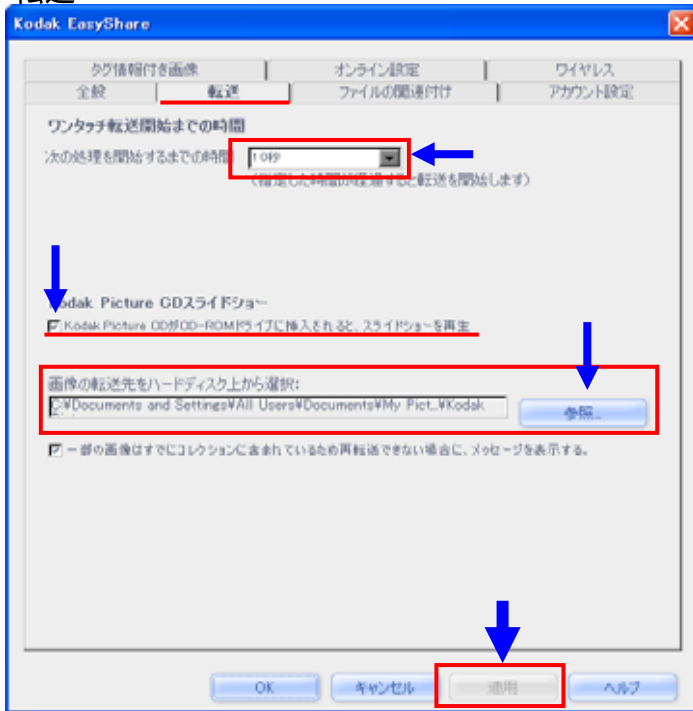 転送
Kodak EasyShare
タグ情報付き画像 オンライン設定 ワイヤレス
全般 転送 ファイルの関連付け アカウント設定
ワンタッチ転送開始までの時間
次の処理を開始するまでの時間 10秒
(指定した時間が経過すると転送を開始します)
Kodak Picture CDスライドショー
Kodak Picture CDがCD-ROMドライブに挿入されると、スライドショーを再生
画像の転送先をハードディスク上から選択:
C:¥Documents and Settings¥All Users¥Documents¥My Pict_¥Kodak
参照...
一部の画像はすでにコレクションに含まれているため再転送できない場合に、メッセージを表示する。
OK キャンセル 適用 ヘルプ